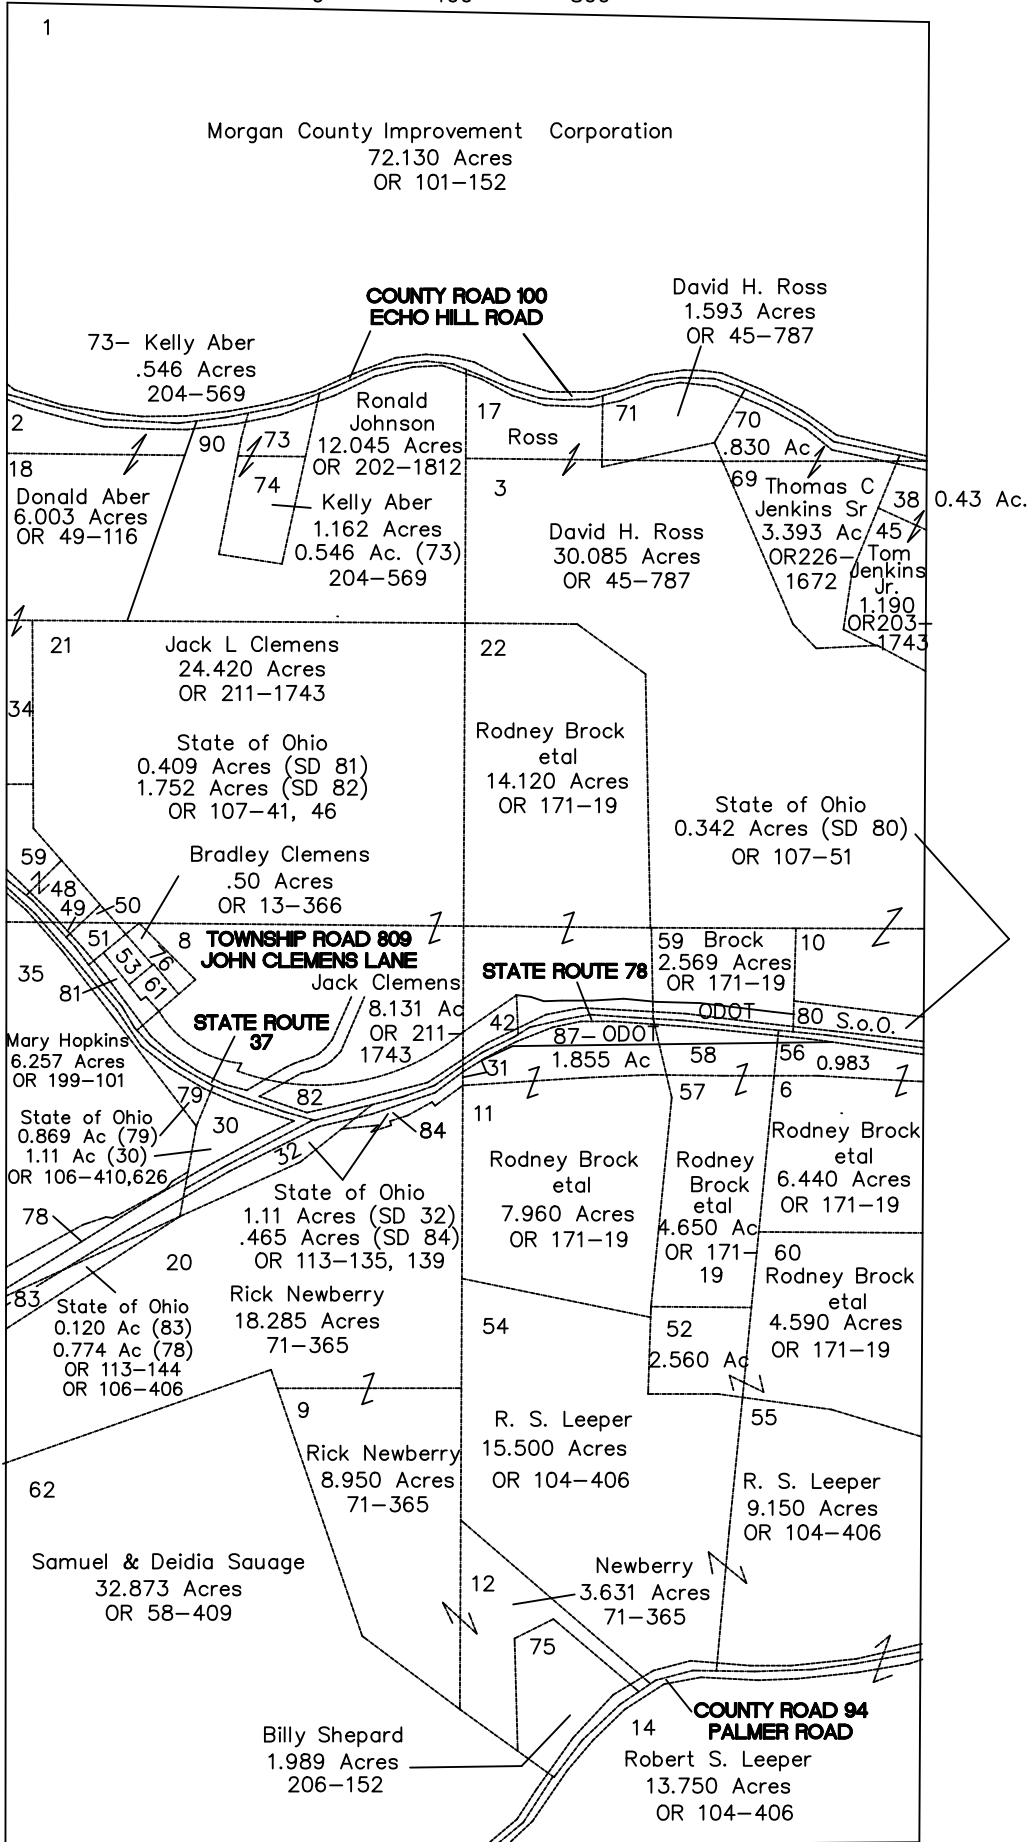 1
Morgan County Improvement Corporation
72.130 Acres
OR 101-152
COUNTY ROAD 100
ECHO HILL ROAD
David H. Ross
1.593 Acres
OR 45-787
73- Kelly Aber
.546 Acres
204-569
2
90
73
Ronald
Johnson
12.045 Acres
OR 202-1812
17
Ross
71
70
.830 Ac
18
Donald Aber
6.003 Acres
OR 49-116
74
Kelly Aber
1.162 Acres
0.546 Ac. (73)
204-569
3
David H. Ross
30.085 Acres
OR 45-787
69
Thomas C
Jenkins Sr
3.393 Ac
OR226-
1672
38
0.43 Ac.
45
Tom
Jenkins
Jr.
1.190
OR203-
1743
21
Jack L Clemens
24.420 Acres
OR 211-1743
22
34
State of Ohio
0.409 Acres (SD 81)
1.752 Acres (SD 82)
OR 107-41, 46
Rodney Brock
etal
14.120 Acres
OR 171-19
State of Ohio
0.342 Acres (SD 80)
OR 107-51
Bradley Clemens
.50 Acres
OR 13-366
59
48
49
50
51
53
76
61
8
TOWNSHIP ROAD 809
JOHN CLEMENS LANE
59 Brock
2.569 Acres
OR 171-19
10
35
81
STATE ROUTE 78
Jack Clemens
8.131 Ac
OR 211-
1743
STATE ROUTE
37
42
87- ODOT
1.855 Ac
ODOT
80
S.o.O.
Mary Hopkins
6.257 Acres
OR 199-101
31
58
56
0.983
79
82
57
6
State of Ohio
0.869 Ac (79)
1.11 Ac (30)
OR 106-410,626
30
84
11
32
Rodney Brock
etal
7.960 Acres
OR 171-19
Rodney
Brock
etal
4.650 Ac
OR 171-
19
Rodney Brock
etal
6.440 Acres
OR 171-19
State of Ohio
1.11 Acres (SD 32)
.465 Acres (SD 84)
OR 113-135, 139
78
20
60
Rodney Brock
etal
4.590 Acres
OR 171-19
83
State of Ohio
0.120 Ac (83)
0.774 Ac (78)
OR 113-144
OR 106-406
Rick Newberry
18.285 Acres
71-365
54
52
2.560 Ac
9
Rick Newberry
8.950 Acres
71-365
R. S. Leeper
15.500 Acres
OR 104-406
55
R. S. Leeper
9.150 Acres
OR 104-406
62
Samuel & Deidia Sauage
32.873 Acres
OR 58-409
12
Newberry
3.631 Acres
71-365
75
COUNTY ROAD 94
PALMER ROAD
Billy Shepard
1.989 Acres
206-152
14
Robert S. Leeper
13.750 Acres
OR 104-406